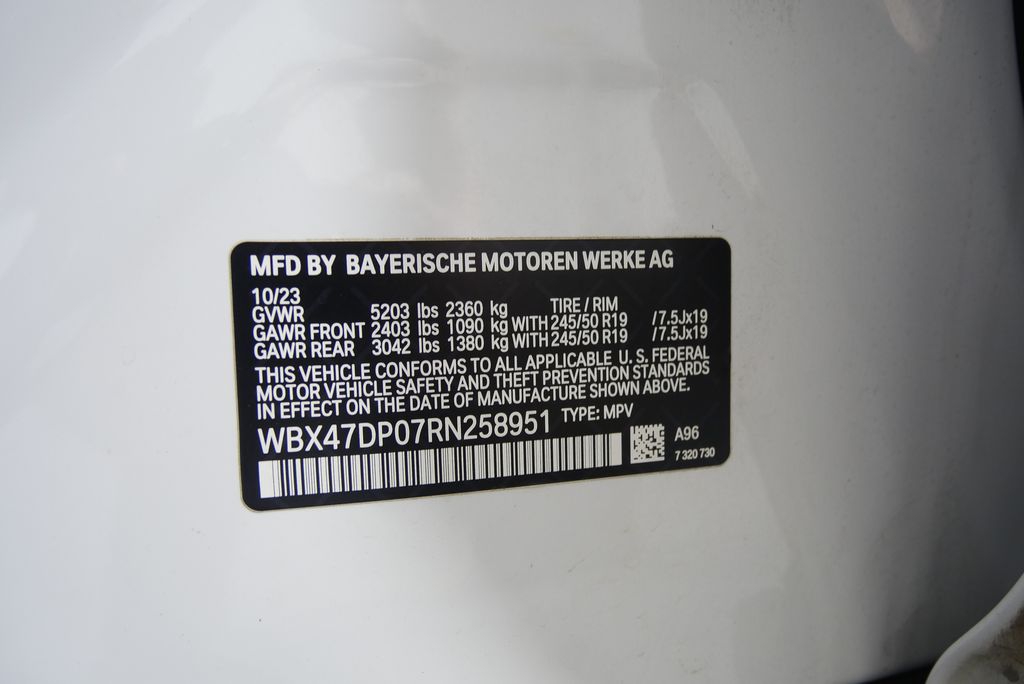 MFD BY BAYERISCHE MOTOREN WERKE AG
10/23
GVWR 5203 lbs 2360 kg TIRE / RIM
GAWR FRONT 2403 lbs 1090 kg WITH 245/50 R19 /7.5Jx19
GAWR REAR 3042 lbs 1380 kg WITH 245/50 R19 /7.5Jx19
THIS VEHICLE CONFORMS TO ALL APPLICABLE U. S. FEDERAL
MOTOR VEHICLE SAFETY AND THEFT PREVENTION STANDARDS
IN EFFECT ON THE DATE OF MANUFACTURE SHOWN ABOVE.
WBX47DP07RN258951 TYPE: MPV
A96
7 320 730